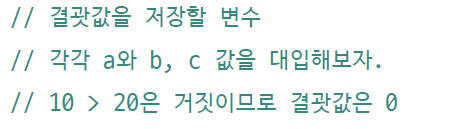 // 결괏값을 저장할 변수
// 각각 a와 b, c 값을 대입해보자.
// 10 > 20은 거짓이므로 결괏값은 0